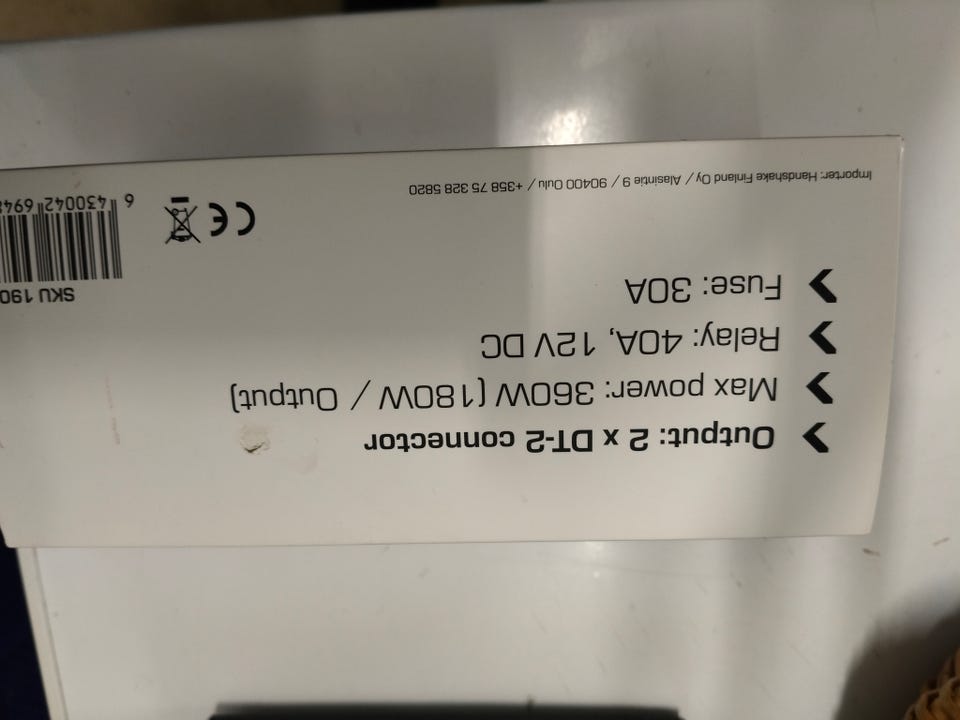 Output: 2 x DT-2 connector
Max power: 360W (180W / Output)
Relay: 40A, 12V DC
Fuse: 30A
SKU 190
6 430042 694
CE
Importer: Handshake Finland Oy / Alasintie 9 / 90400 Oulu / +358 75 328 5820